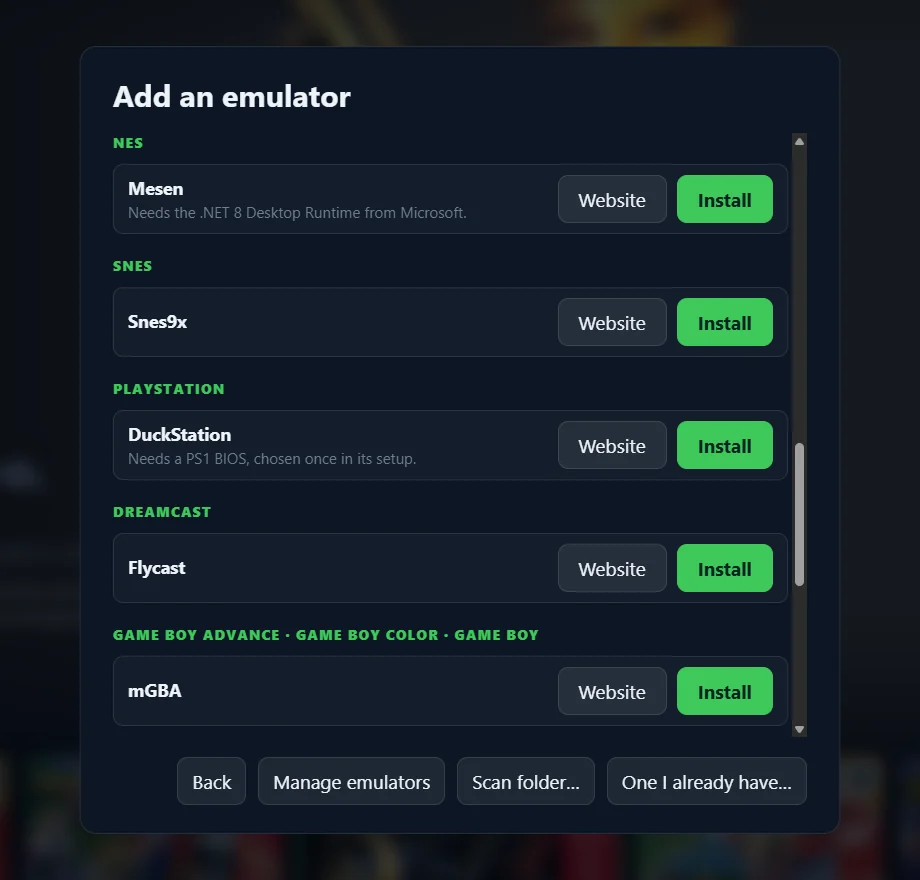 Add an emulator
NES
Mesen
Needs the .NET 8 Desktop Runtime from Microsoft.
Website
Install
SNES
Snes9x
Website
Install
PLAYSTATION
DuckStation
Needs a PS1 BIOS, chosen once in its setup.
Website
Install
DREAMCAST
Flycast
Website
Install
GAME BOY ADVANCE · GAME BOY COLOR · GAME BOY
mGBA
Website
Install
Back
Manage emulators
Scan folder...
One I already have...